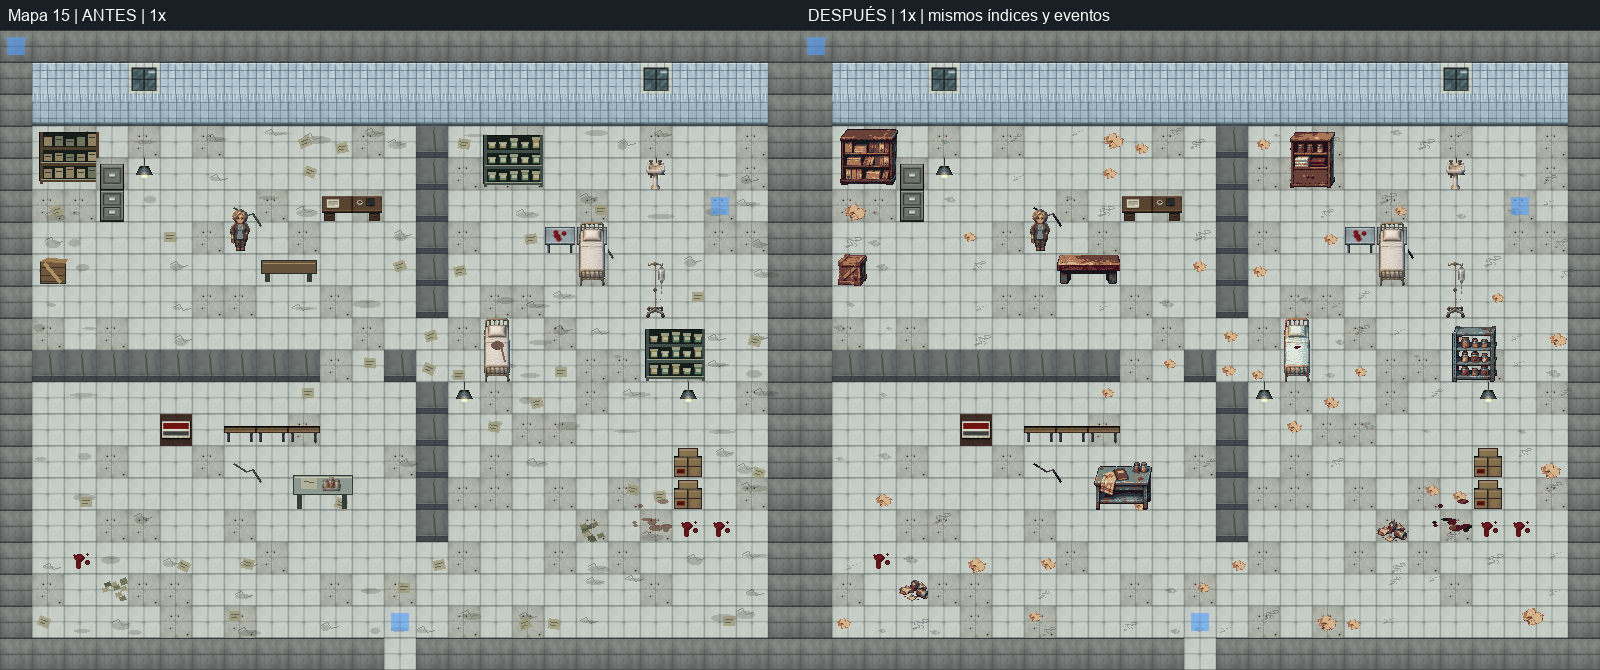 Mapa 15 | ANTES | 1x
DESPUÉS | 1x | mismos índices y eventos